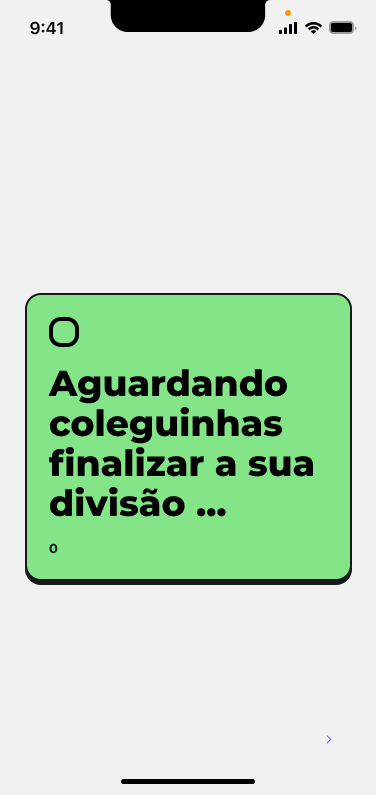 9:41
Aguardando
coleguinhas
finalizar a sua
divisão ...
0